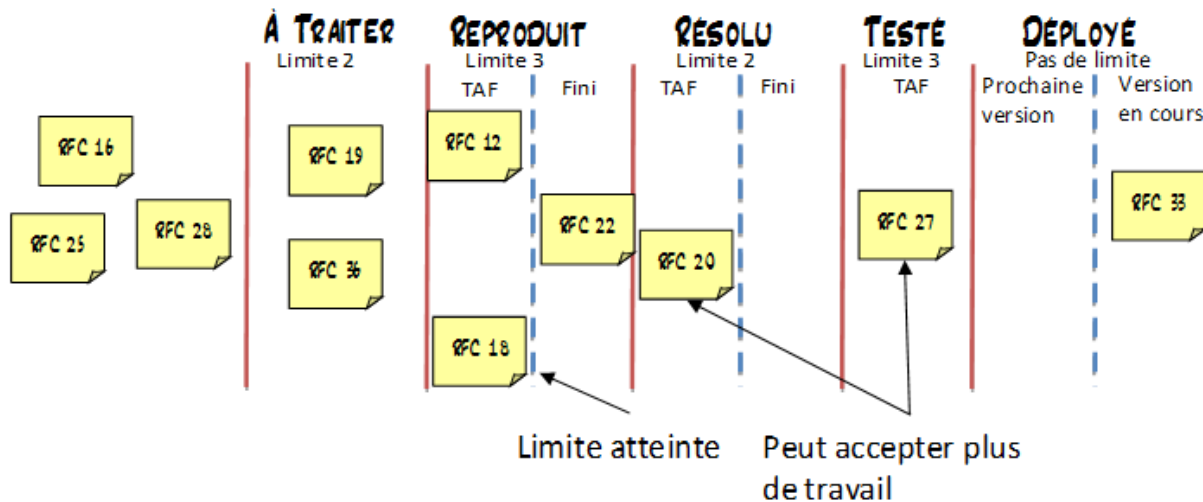 À TRAITER
Limite 2
REPRODUIT
Limite 3
TAF
Fini
RÉSOLU
Limite 2
TAF
Fini
TESTÉ
Limite 3
TAF
DÉPLOYÉ
Pas de limite
Prochaine
version
Version
en cours
RFC 16
RFC 25
RFC 28
RFC 19
RFC 36
RFC 12
RFC 22
RFC 18
RFC 20
RFC 27
RFC 33
Limite atteinte
Peut accepter plus
de travail